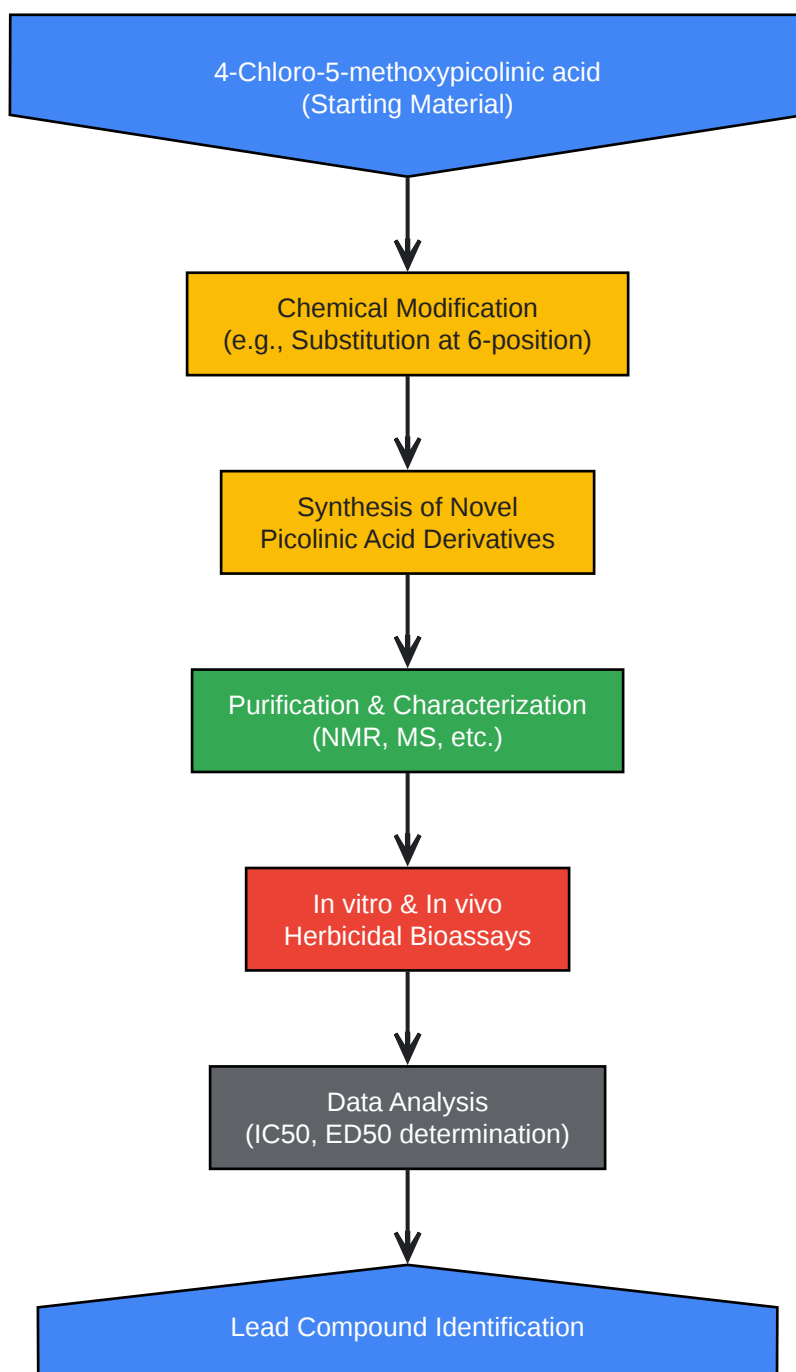 4-Chloro-5-methoxypicolinic acid
(Starting Material)
Chemical Modification
(e.g., Substitution at 6-position)
Synthesis of Novel
Picolinic Acid Derivatives
Purification & Characterization
(NMR, MS, etc.)
In vitro & In vivo
Herbicidal Bioassays
Data Analysis
(IC50, ED50 determination)
Lead Compound Identification